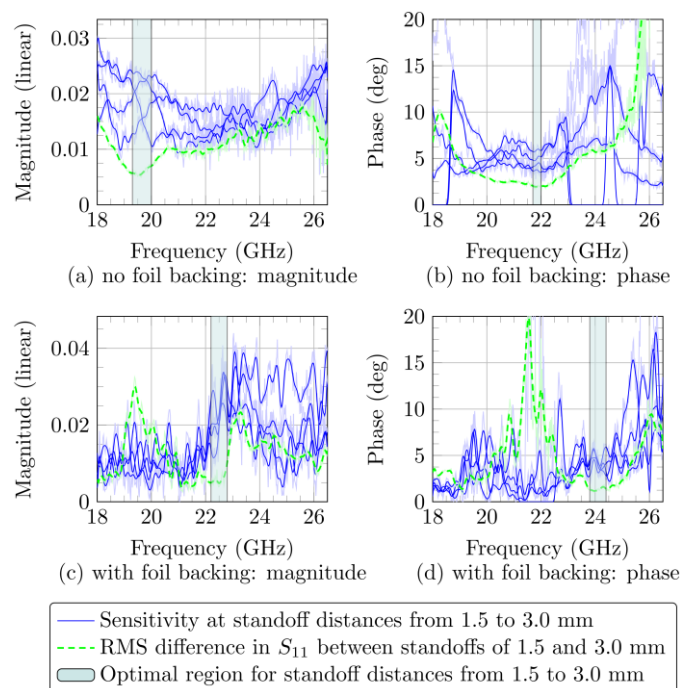 0.03
0.02
0.01
0
Magnitude (linear)
18 20 22 24 26
Frequency (GHz)
(a) no foil backing: magnitude
20
15
10
5
0
Phase (deg)
18 20 22 24 26
Frequency (GHz)
(b) no foil backing: phase
0.04
0.02
0
Magnitude (linear)
18 20 22 24 26
Frequency (GHz)
(c) with foil backing: magnitude
20
15
10
5
0
Phase (deg)
18 20 22 24 26
Frequency (GHz)
(d) with foil backing: phase
Sensitivity at standoff distances from 1.5 to 3.0 mm
RMS difference in S₁₁ between standoffs of 1.5 and 3.0 mm
Optimal region for standoff distances from 1.5 to 3.0 mm